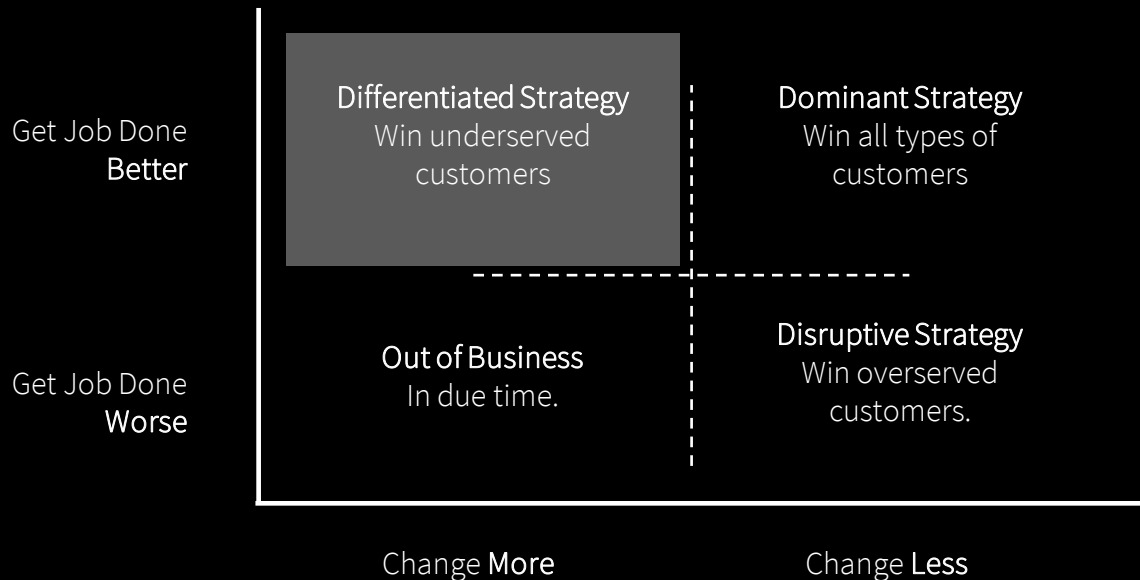 Differentiated Strategy
Win underserved
customers
Dominant Strategy
Win all types of
customers
Get Job Done
Better
Out of Business
In due time.
Disruptive Strategy
Win overserved
customers.
Get Job Done
Worse
Change More
Change Less